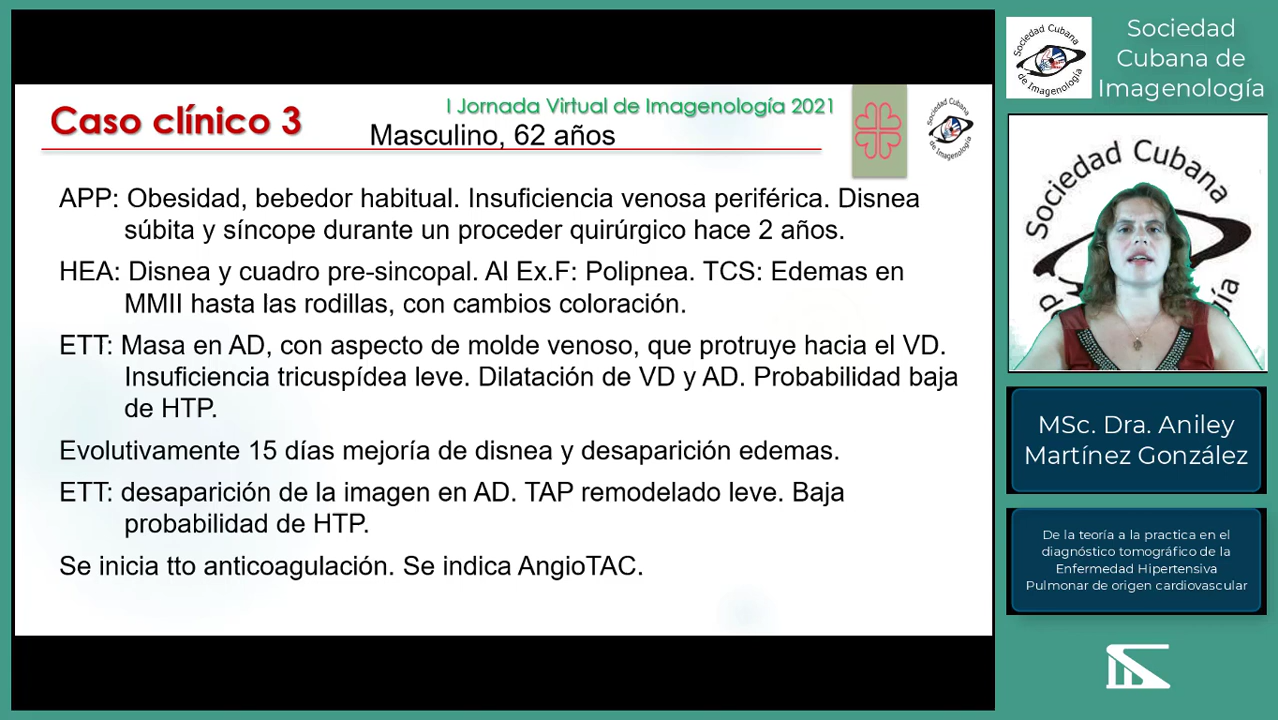 Caso clínico 3
I Jornada Virtual de Imagenología 2021
Masculino, 62 años
Sociedad Cubana
de Imagenología
APP: Obesidad, bebedor habitual. Insuficiencia venosa periférica. Disnea
súbita y síncope durante un proceder quirúrgico hace 2 años.
HEA: Disnea y cuadro pre-sincopal. Al Ex.F: Polipnea. TCS: Edemas en
MMII hasta las rodillas, con cambios coloración.
ETT: Masa en AD, con aspecto de molde venoso, que protruye hacia el VD.
Insuficiencia tricuspídea leve. Dilatación de VD y AD. Probabilidad baja
de HTP.
Evolutivamente 15 días mejoría de disnea y desaparición edemas.
ETT: desaparición de la imagen en AD. TAP remodelado leve. Baja
probabilidad de HTP.
Se inicia tto anticoagulación. Se indica AngioTAC.
Sociedad Cubana
de Imagenología
Sociedad
Cubana de
Imagenología
Sociedad Cubana
MSc. Dra. Aniley
Martínez González
De la teoría a la practica en el
diagnóstico tomográfico de la
Enfermedad Hipertensiva
Pulmonar de origen cardiovascular